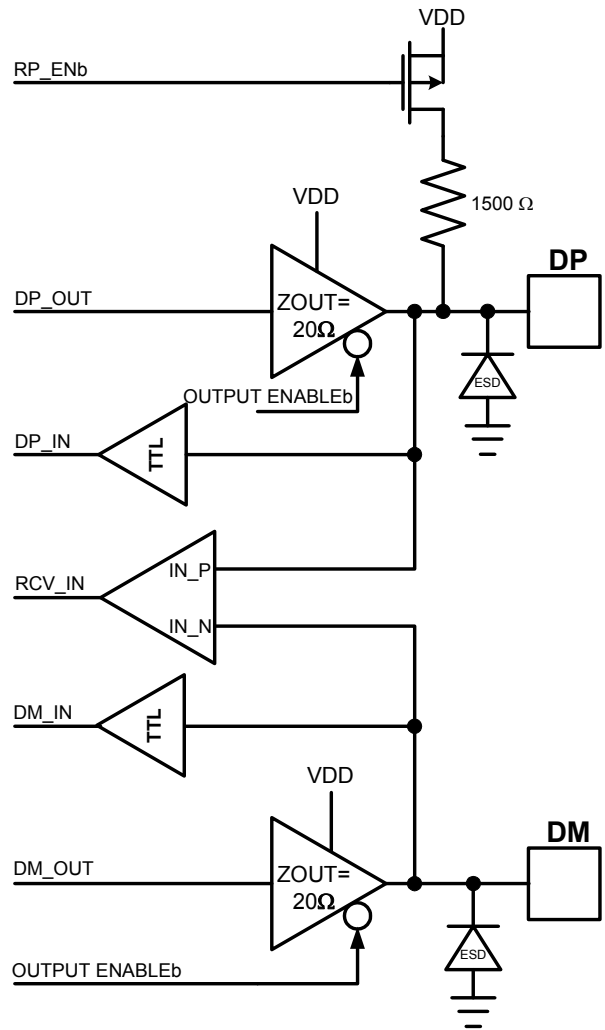 VDD
RP_ENb
1500 Ω
VDD
DP
DP_OUT
ZOUT=
20Ω
ESD
OUTPUT ENABLEb
DP_IN
TTL
IN_P
RCV_IN
IN_N
DM_IN
TTL
VDD
DM
DM_OUT
ZOUT=
20Ω
ESD
OUTPUT ENABLEb